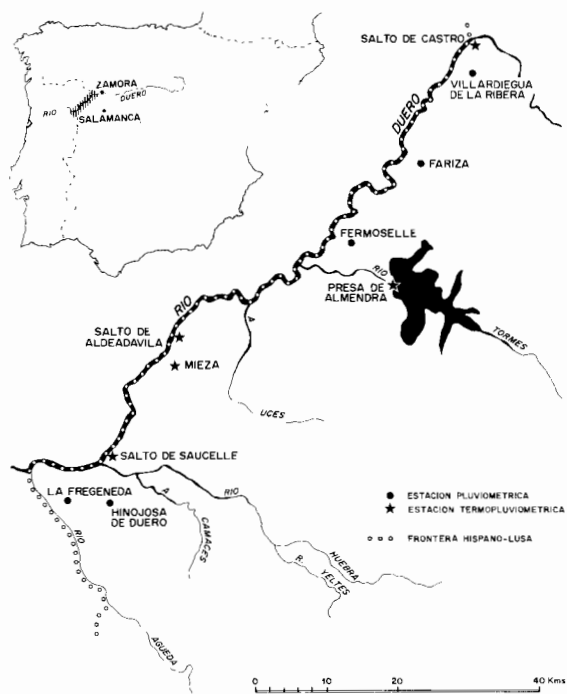 ZAMORA
RIO
DUERO
SALAMANCA
SALTO DE CASTRO
VILLARDIEGUA
DE LA RIBERA
DUERO
FARIZA
FERMOSELLE
RIO
PRESA DE
ALMENDRA
TORMES
RIO
SALTO DE
ALDEADAVILA
MIEZA
A
UCES
SALTO DE SAUCELLE
LA FREGENEDA
HINOJOSA
DE DUERO
A
CAMACES
RIO
HUEBRA
R.
YELTES
RIO
AGUEDA
ESTACION PLUVIOMETRICA
ESTACION TERMOPLUVIOMETRICA
FRONTERA HISPANO-LUSA
0 10 20 40 Kms